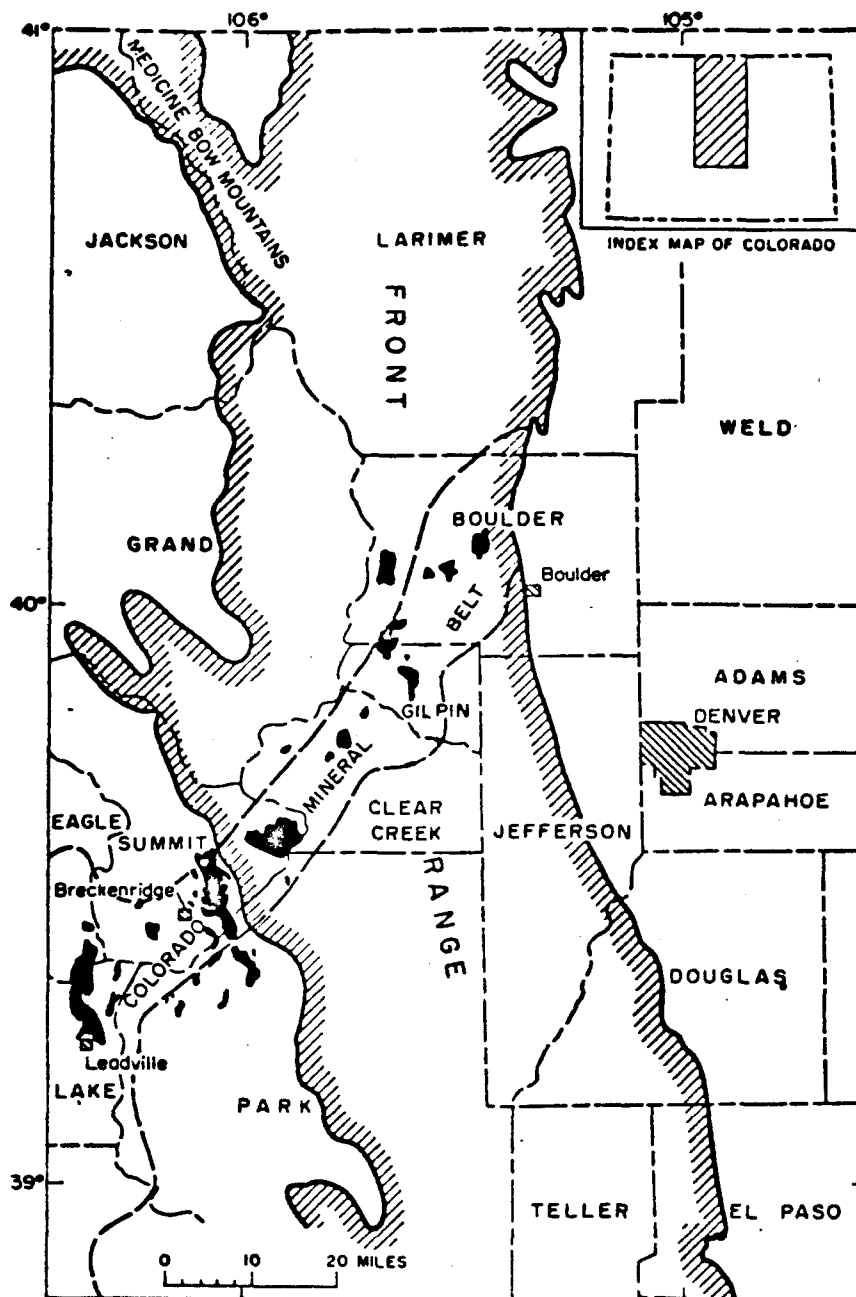 106°
105°
41°
MEDICINE BOW MOUNTAINS
INDEX MAP OF COLORADO
JACKSON
LARIMER
FRONT
WELD
BOULDER
GRAND
Boulder
40°
BELT
ADAMS
DENVER
GILPIN
MINERAL
ARAPAHOE
CLEAR
CREEK
EAGLE
JEFFERSON
SUMMIT
Breckenridge
RANGE
COLORADO
DOUGLAS
Leadville
LAKE
PARK
39°
TELLER
EL PASO
0 10 20 MILES